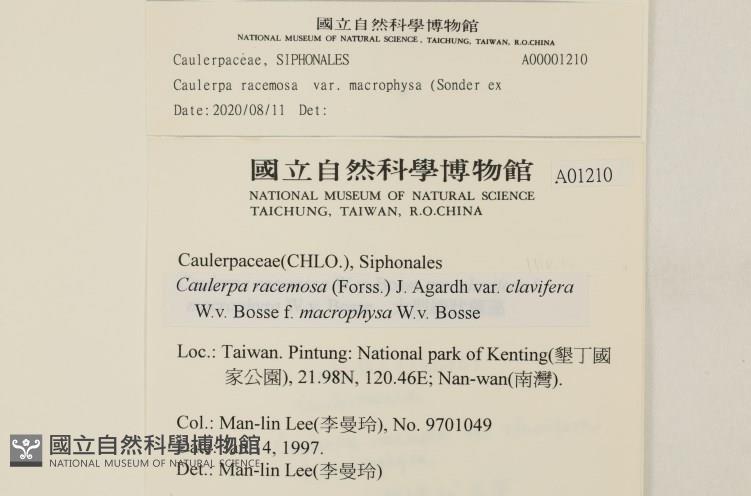 國立自然科學博物館
NATIONAL MUSEUM OF NATURAL SCIENCE, TAICHUNG, TAIWAN, R.O.CHINA
Caulerpaceae, SIPHONALES A00001210
Caulerpa racemosa var. macrophysa (Sonder ex
Date:2020/08/11 Det:
國立自然科學博物館 A01210
NATIONAL MUSEUM OF NATURAL SCIENCE
TAICHUNG, TAIWAN, R.O.CHINA
Caulerpaceae(CHLO.), Siphonales
Caulerpa racemosa (Forss.) J. Agardh var. clavifera
W.v. Bosse f. macrophysa W.v. Bosse
Loc.: Taiwan. Pintung: National park of Kenting(墾丁國
家公園), 21.98N, 120.46E; Nan-wan(南灣).
Col.: Man-lin Lee(李曼玲), No. 9701049
14, 1997.
Det.: Man-lin Lee(李曼玲)
國立自然科學博物館
NATIONAL MUSEUM OF NATURAL SCIENCE